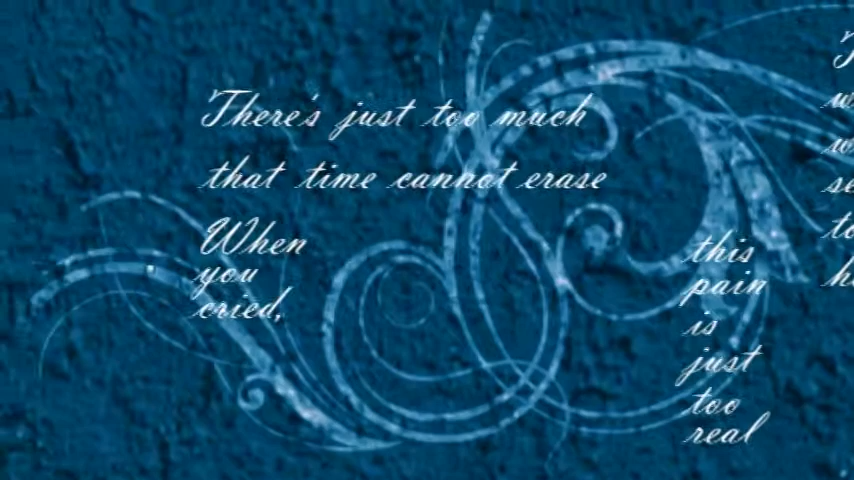 There's just too much
that time cannot erase
When
you
cried,
this
pain
is
just
too
real